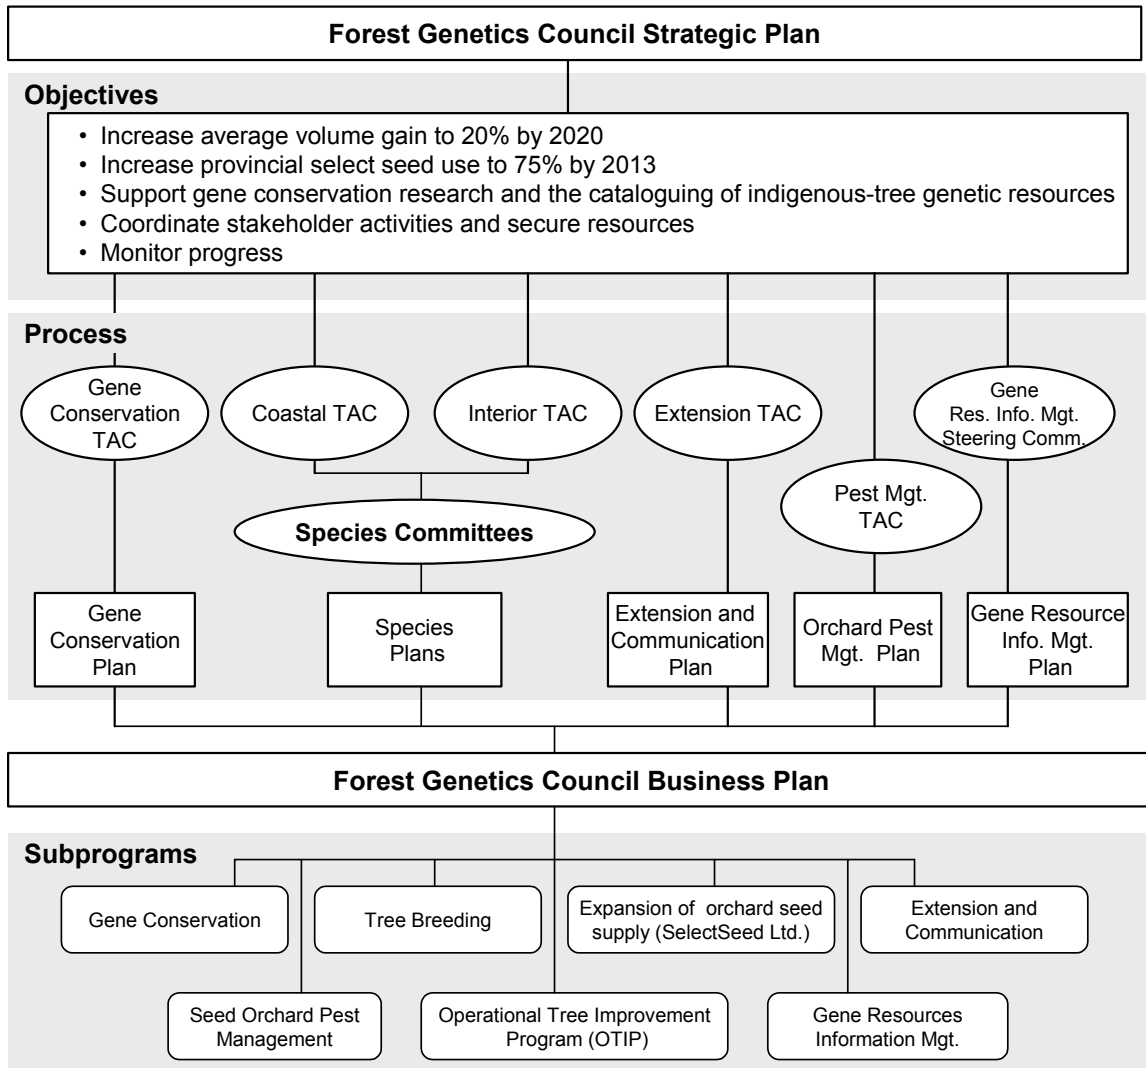 Forest Genetics Council Strategic Plan
Objectives
• Increase average volume gain to 20% by 2020
• Increase provincial select seed use to 75% by 2013
• Support gene conservation research and the cataloguing of indigenous-tree genetic resources
• Coordinate stakeholder activities and secure resources
• Monitor progress
Process
Gene
Conservation
TAC
Coastal TAC
Interior TAC
Extension TAC
Gene
Res. Info. Mgt.
Steering Comm.
Pest Mgt.
TAC
Species Committees
Gene
Conservation
Plan
Species
Plans
Extension and
Communication
Plan
Orchard Pest
Mgt. Plan
Gene Resource
Info. Mgt.
Plan
Forest Genetics Council Business Plan
Subprograms
Gene Conservation
Tree Breeding
Expansion of orchard seed
supply (SelectSeed Ltd.)
Extension and
Communication
Seed Orchard Pest
Management
Operational Tree Improvement
Program (OTIP)
Gene Resources
Information Mgt.